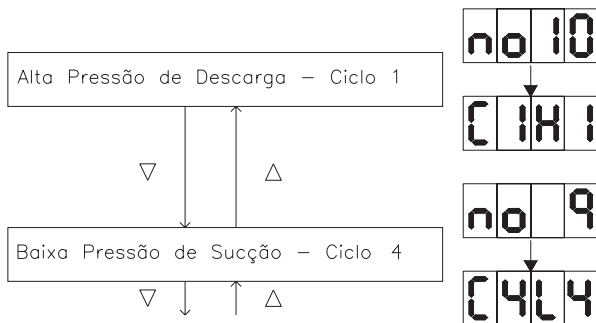 no 10
Alta Pressão de Descarga – Ciclo 1
C1H1
no 9
Baixa Pressão de Sucção – Ciclo 4
C4L4